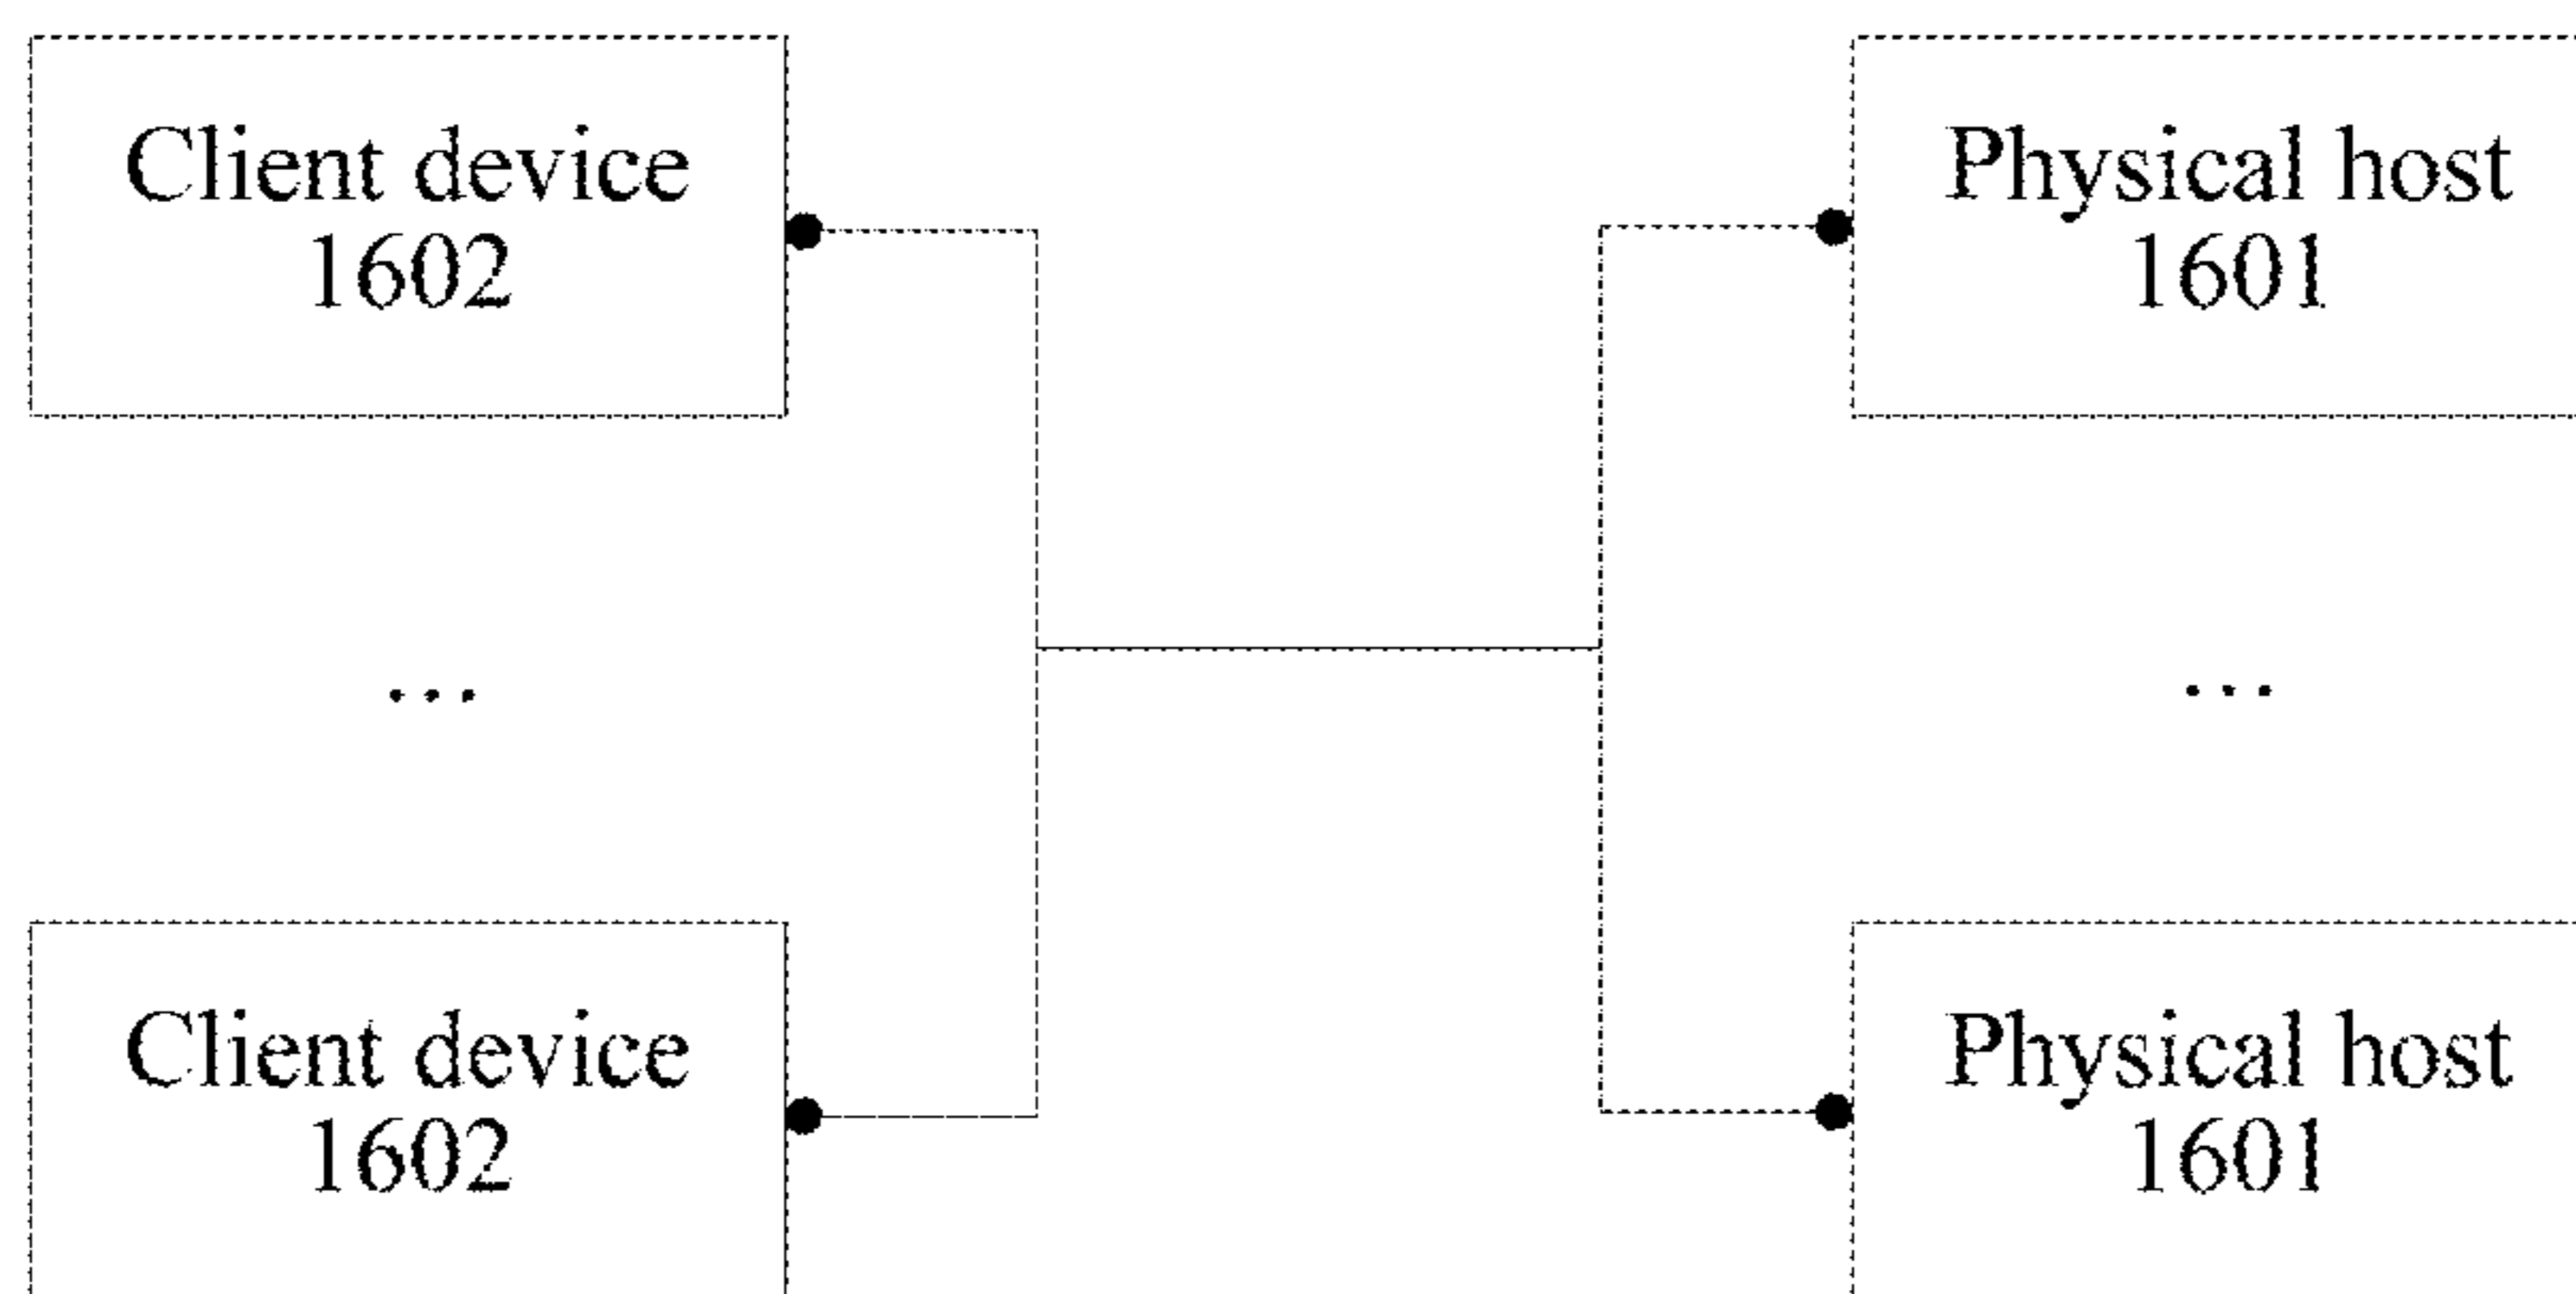 Client device
1602
Physical host
1601
...
...
Client device
1602
Physical host
1601